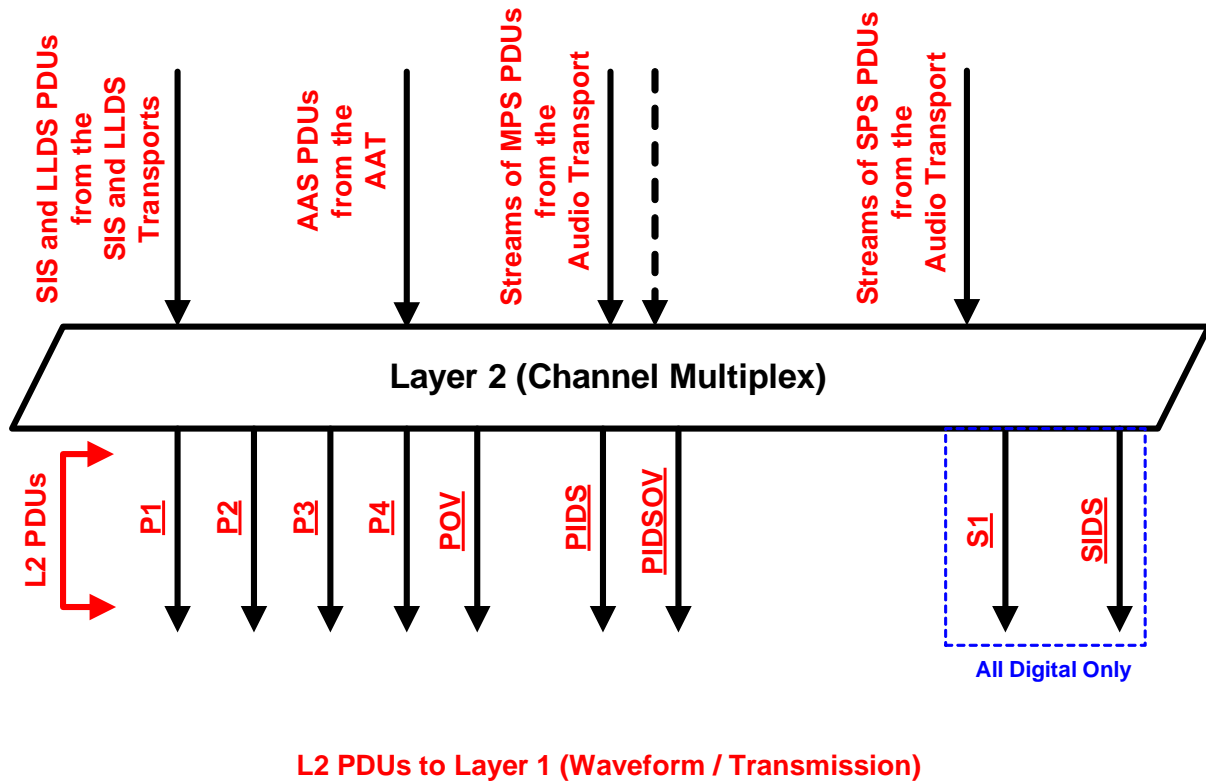 SIS and LLDS PDUs
from the
SIS and LLDS
Transports
AAS PDUs
from the
AAT
Streams of MPS PDUs
from the
Audio Transport
Streams of SPS PDUs
from the
Audio Transport
Layer 2 (Channel Multiplex)
L2 PDUs
P1
P2
P3
P4
POV
PIDS
PIDSOV
S1
SIDS
All Digital Only
L2 PDUs to Layer 1 (Waveform / Transmission)